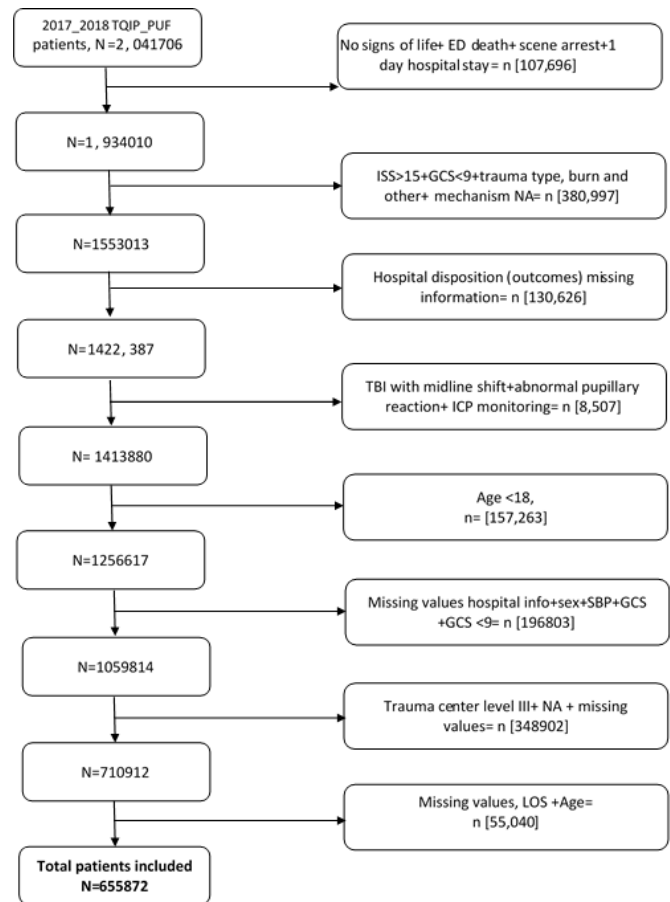 2017_2018 TQIP_PUF
patients, N =2, 041706
No signs of life+ ED death+ scene arrest+1
day hospital stay= n [107,696]
N=1, 934010
ISS>15+GCS<9+trauma type, burn and
other+ mechanism NA= n [380,997]
N=1553013
Hospital disposition (outcomes) missing
information= n [130,626]
N=1422, 387
TBI with midline shift+abnormal pupillary
reaction+ ICP monitoring= n [8,507]
N= 1413880
Age <18,
n= [157,263]
N=1256617
Missing values hospital info+sex+SBP+GCS
+GCS <9= n [196803]
N=1059814
Trauma center level III+ NA + missing
values= n [348902]
N=710912
Missing values, LOS +Age=
n [55,040]
Total patients included
N=655872